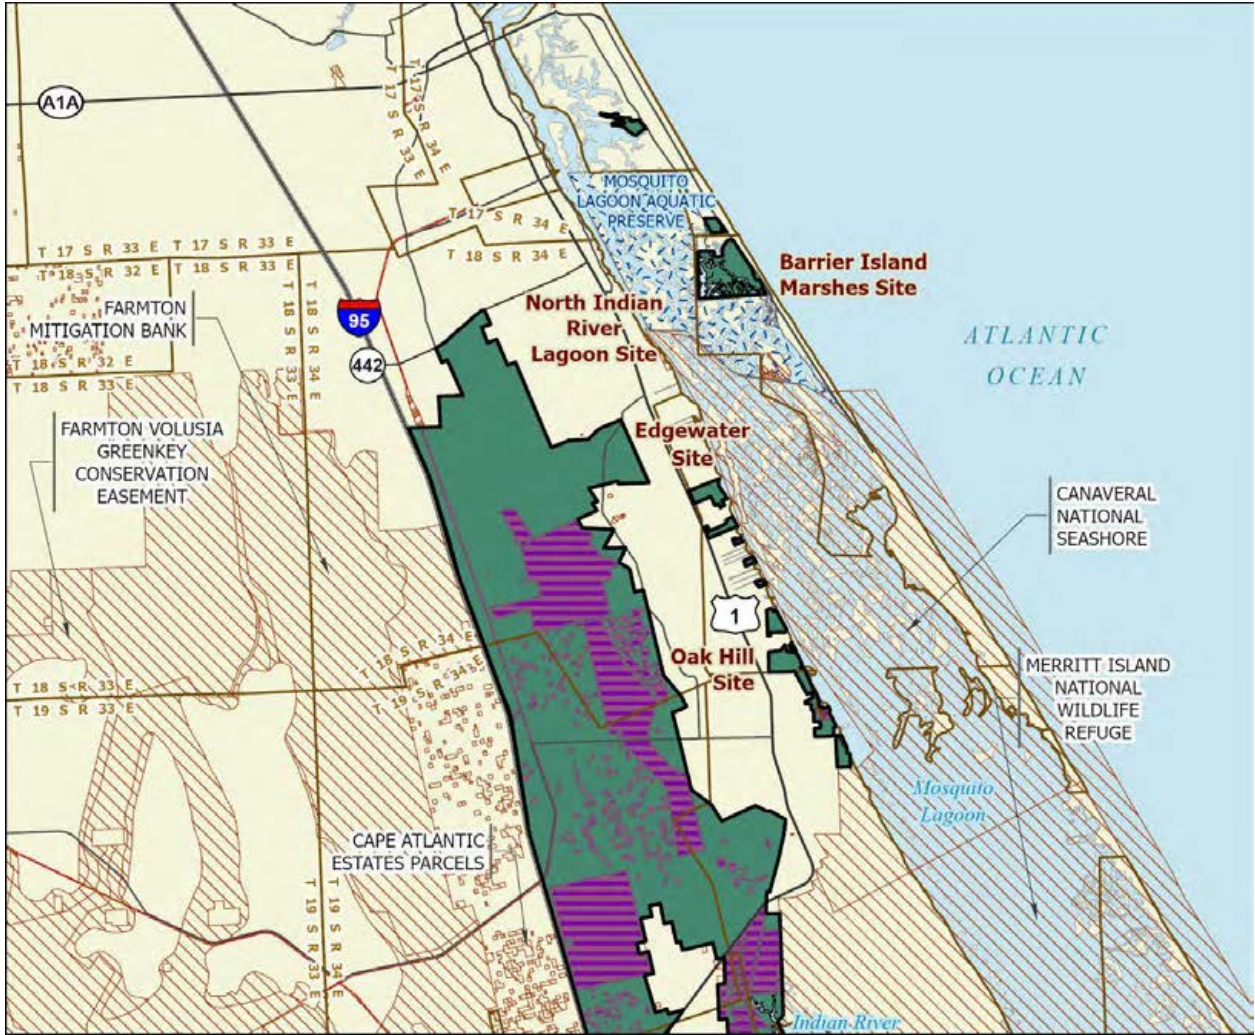 A1A
T 17 S R 33 E
T 17 S R 34 E
MOSQUITO
LAGOON AQUATIC
PRESERVE
T 17 S R 34 E
T 18 S R 34 E
T 17 S R 33 E T 17 S R 33 E
T 18 S R 32 E T 18 S R 33 E
Barrier Island
Marshes Site
North Indian
River
Lagoon Site
FARMTON
MITIGATION BANK
95
442
T 18 S R 33 E
T 18 S R 34 E
T 18 S R 32 E
T 18 S R 33 E
ATLANTIC
OCEAN
FARMTON VOLUSIA
GREENKEY
CONSERVATION
EASEMENT
Edgewater
Site
CANAVERAL
NATIONAL
SEASHORE
1
T 18 S R 34 E
T 19 S R 34 E
T 18 S R 33 E
T 19 S R 33 E
Oak Hill
Site
MERRITT ISLAND
NATIONAL
WILDLIFE
REFUGE
Mosquito
Lagoon
CAPE ATLANTIC
ESTATES PARCELS
T 19 S R 33 E
T 19 S R 34 E
Indian River